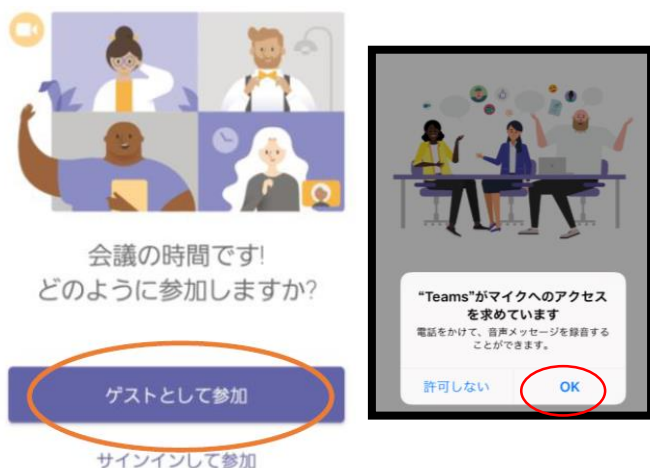 会議の時間です!
どのように参加しますか?
ゲストとして参加
サインインして参加
“Teams”がマイクへのアクセス
を求めています
電話をかけて、音声メッセージを録音する
ことができます。
許可しない
OK